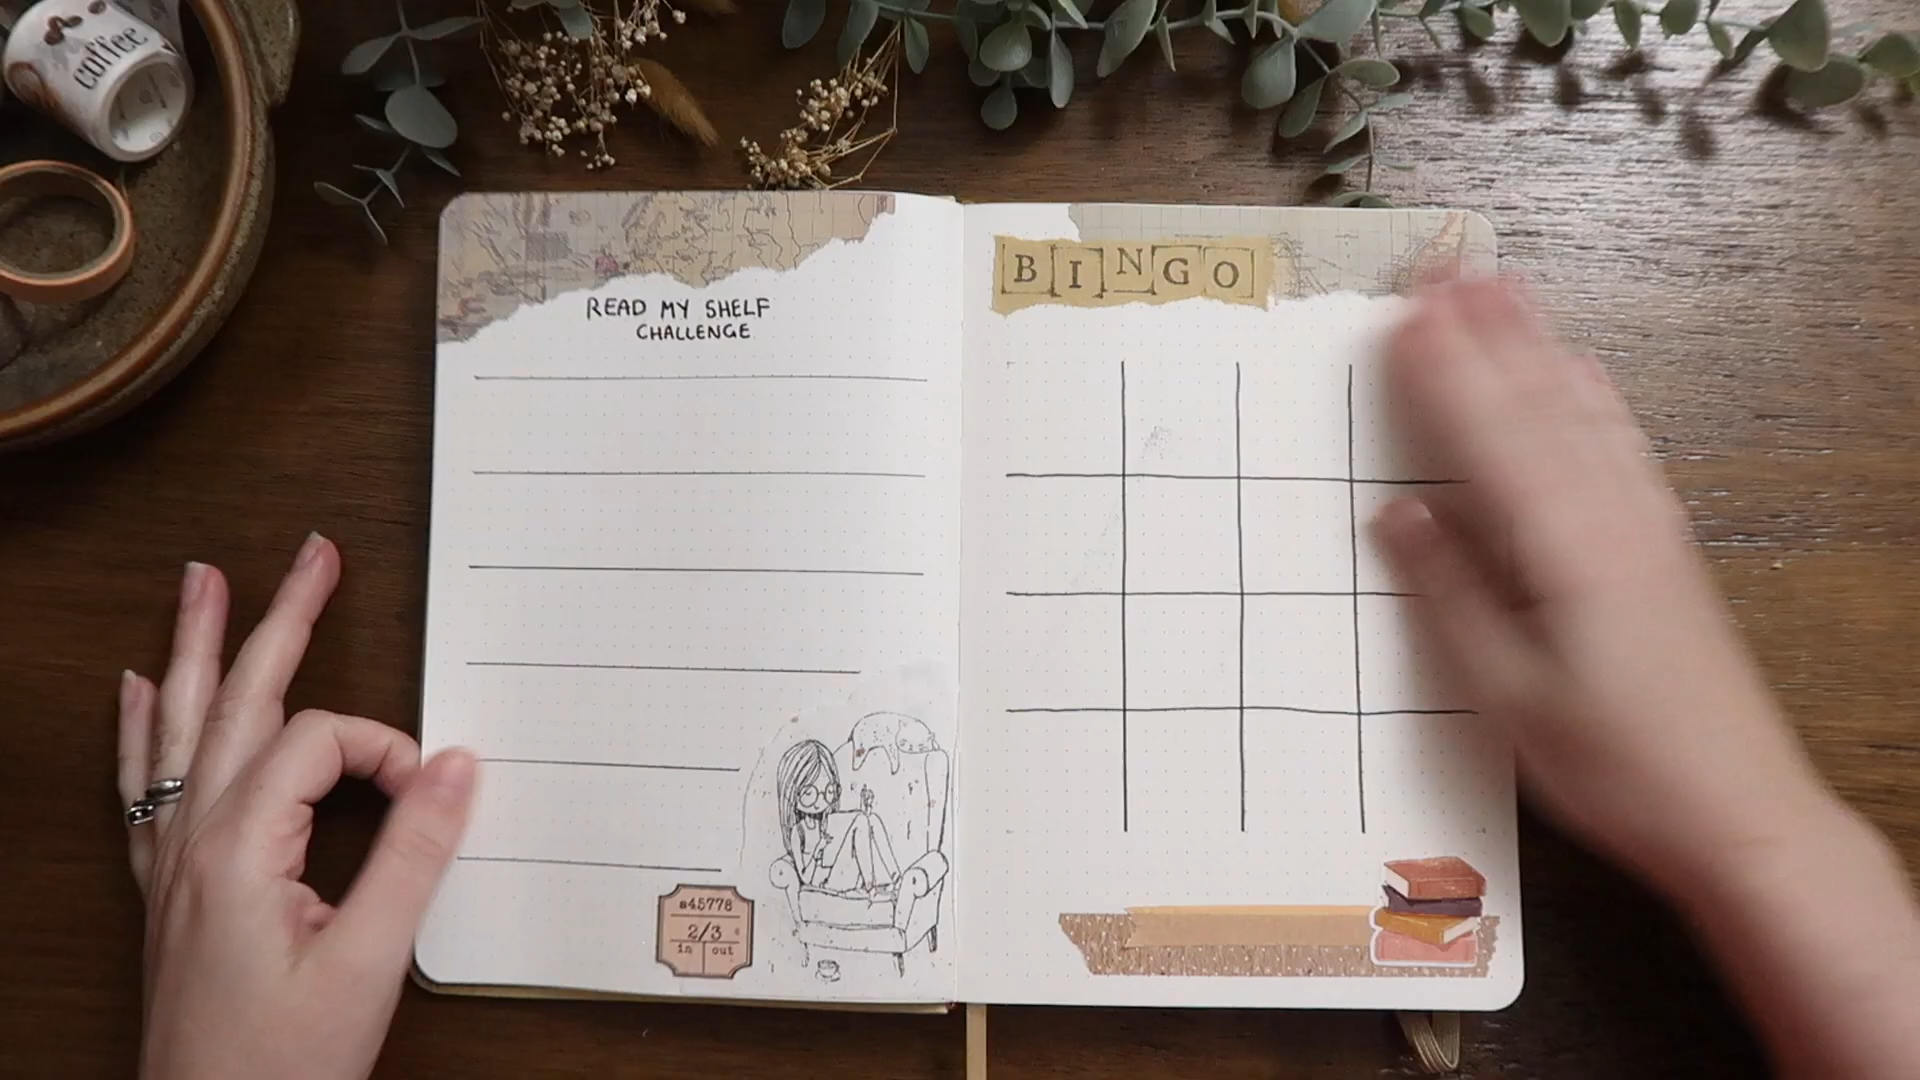 coffee
READ MY SHELF
CHALLENGE
BINGO
a45778
2/3
in out